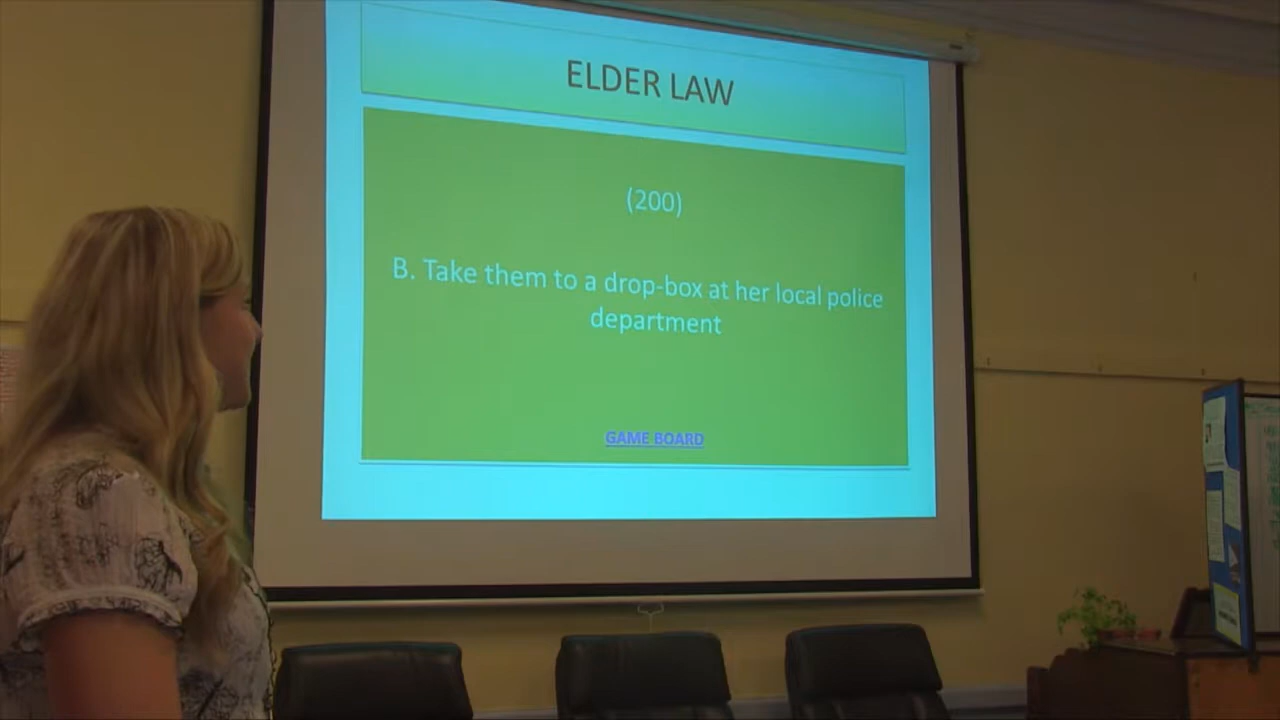 ELDER LAW
(200)
B. Take them to a drop-box at her local police
department
GAME BOARD